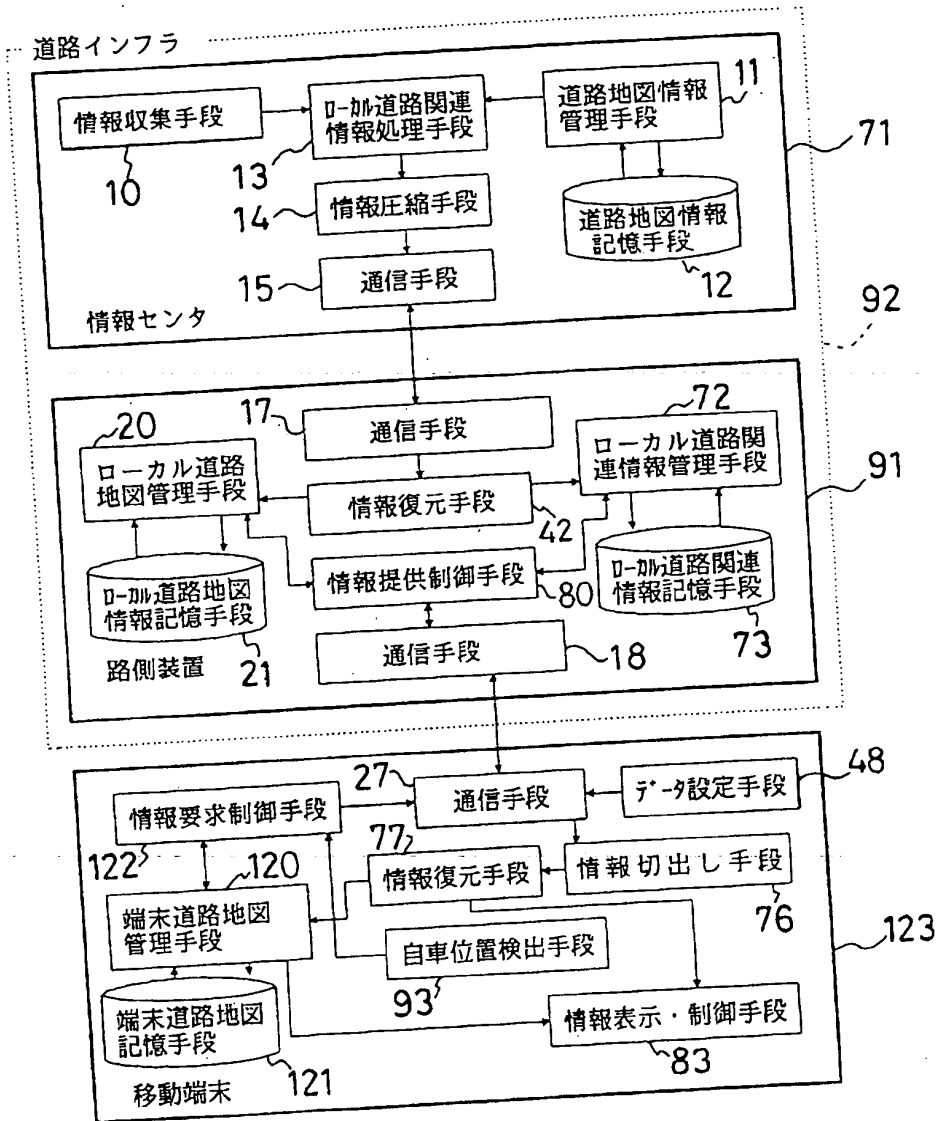 道路インフラ
情報収集手段
10
ﾛｰｶﾙ道路関連
情報処理手段
13
道路地図情報
管理手段
11
71
情報圧縮手段
14
道路地図情報
記憶手段
12
通信手段
15
情報センタ
92
17
通信手段
72
20
ローカル道路
地図管理手段
ローカル道路関
連情報管理手段
91
情報復元手段
42
ﾛｰｶﾙ道路地図
情報記憶手段
21
情報提供制御手段
80
ﾛｰｶﾙ道路関連
情報記憶手段
73
路側装置
通信手段
18
27
通信手段
データ設定手段
48
情報要求制御手段
122
77
情報復元手段
情報切出し手段
76
120
端末道路地図
管理手段
123
自車位置検出手段
93
端末道路地図
記憶手段
121
情報表示・制御手段
83
移動端末